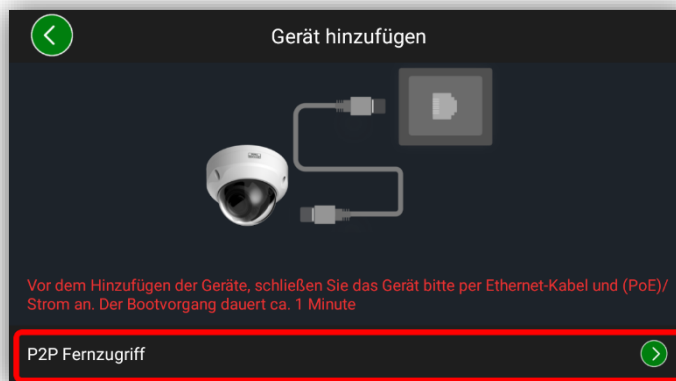 Gerät hinzufügen
Vor dem Hinzufügen der Geräte, schließen Sie das Gerät bitte per Ethernet-Kabel und (PoE)/
Strom an. Der Bootvorgang dauert ca. 1 Minute
P2P Fernzugriff